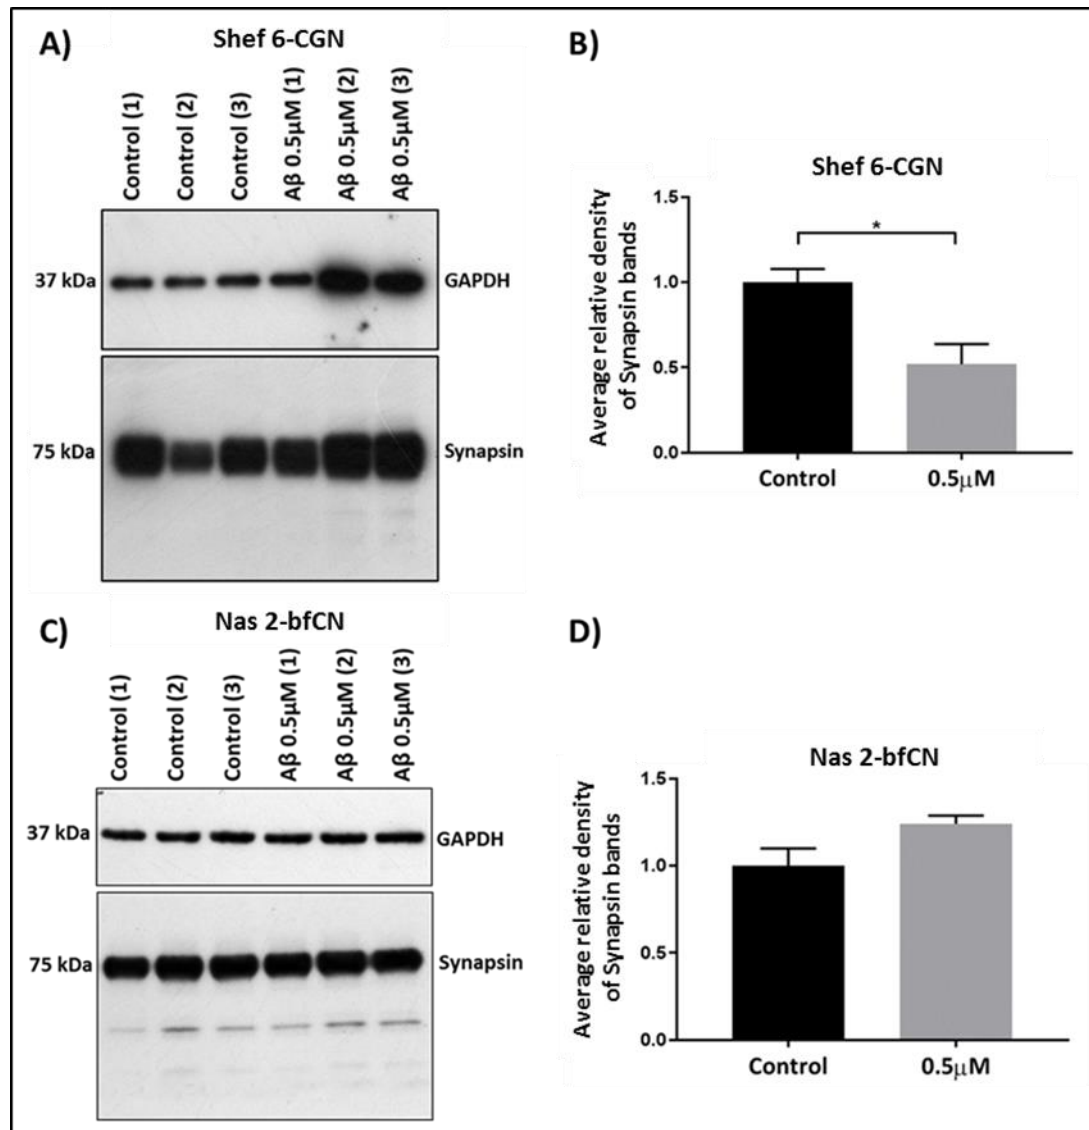 A)
Shef 6-CGN
Control (1)
Control (2)
Control (3)
Aβ 0.5μM (1)
Aβ 0.5μM (2)
Aβ 0.5μM (3)
37 kDa
GAPDH
75 kDa
Synapsin
B)
Shef 6-CGN
Average relative density
of Synapsin bands
1.5
1.0
0.5
0.0
*
Control
0.5μM
C)
Nas 2-bfCN
Control (1)
Control (2)
Control (3)
Aβ 0.5μM (1)
Aβ 0.5μM (2)
Aβ 0.5μM (3)
37 kDa
GAPDH
75 kDa
Synapsin
D)
Nas 2-bfCN
Average relative density
of Synapsin bands
1.5
1.0
0.5
0.0
Control
0.5μM